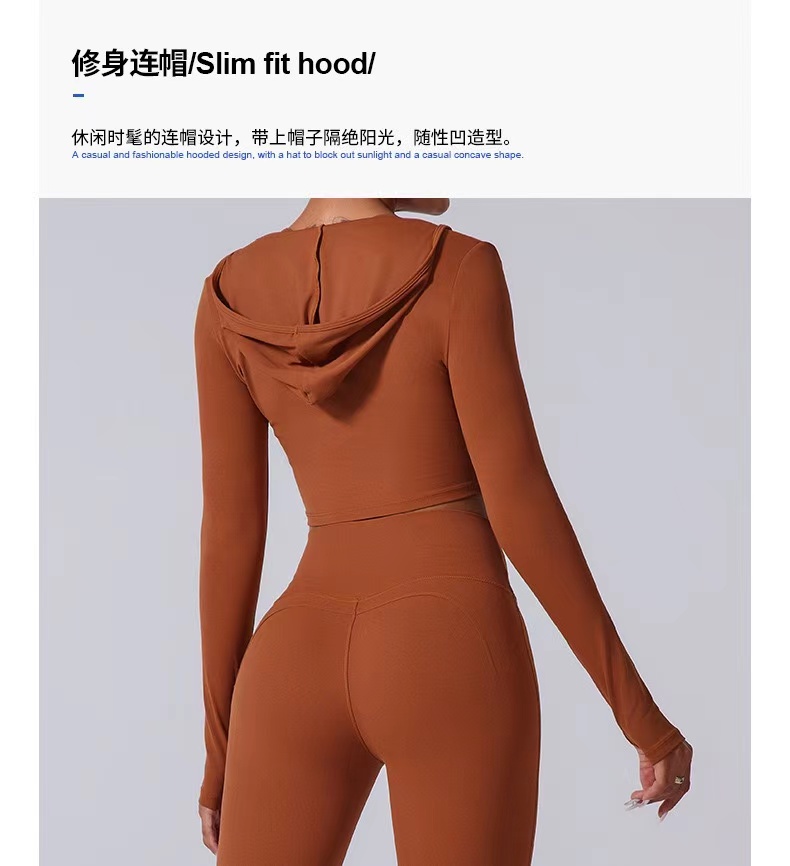 修身连帽/Slim fit hood/
休闲时髦的连帽设计，带上帽子隔绝阳光，随性凹造型。
A casual and fashionable hooded design, with a hat to block out sunlight and a casual concave shape.